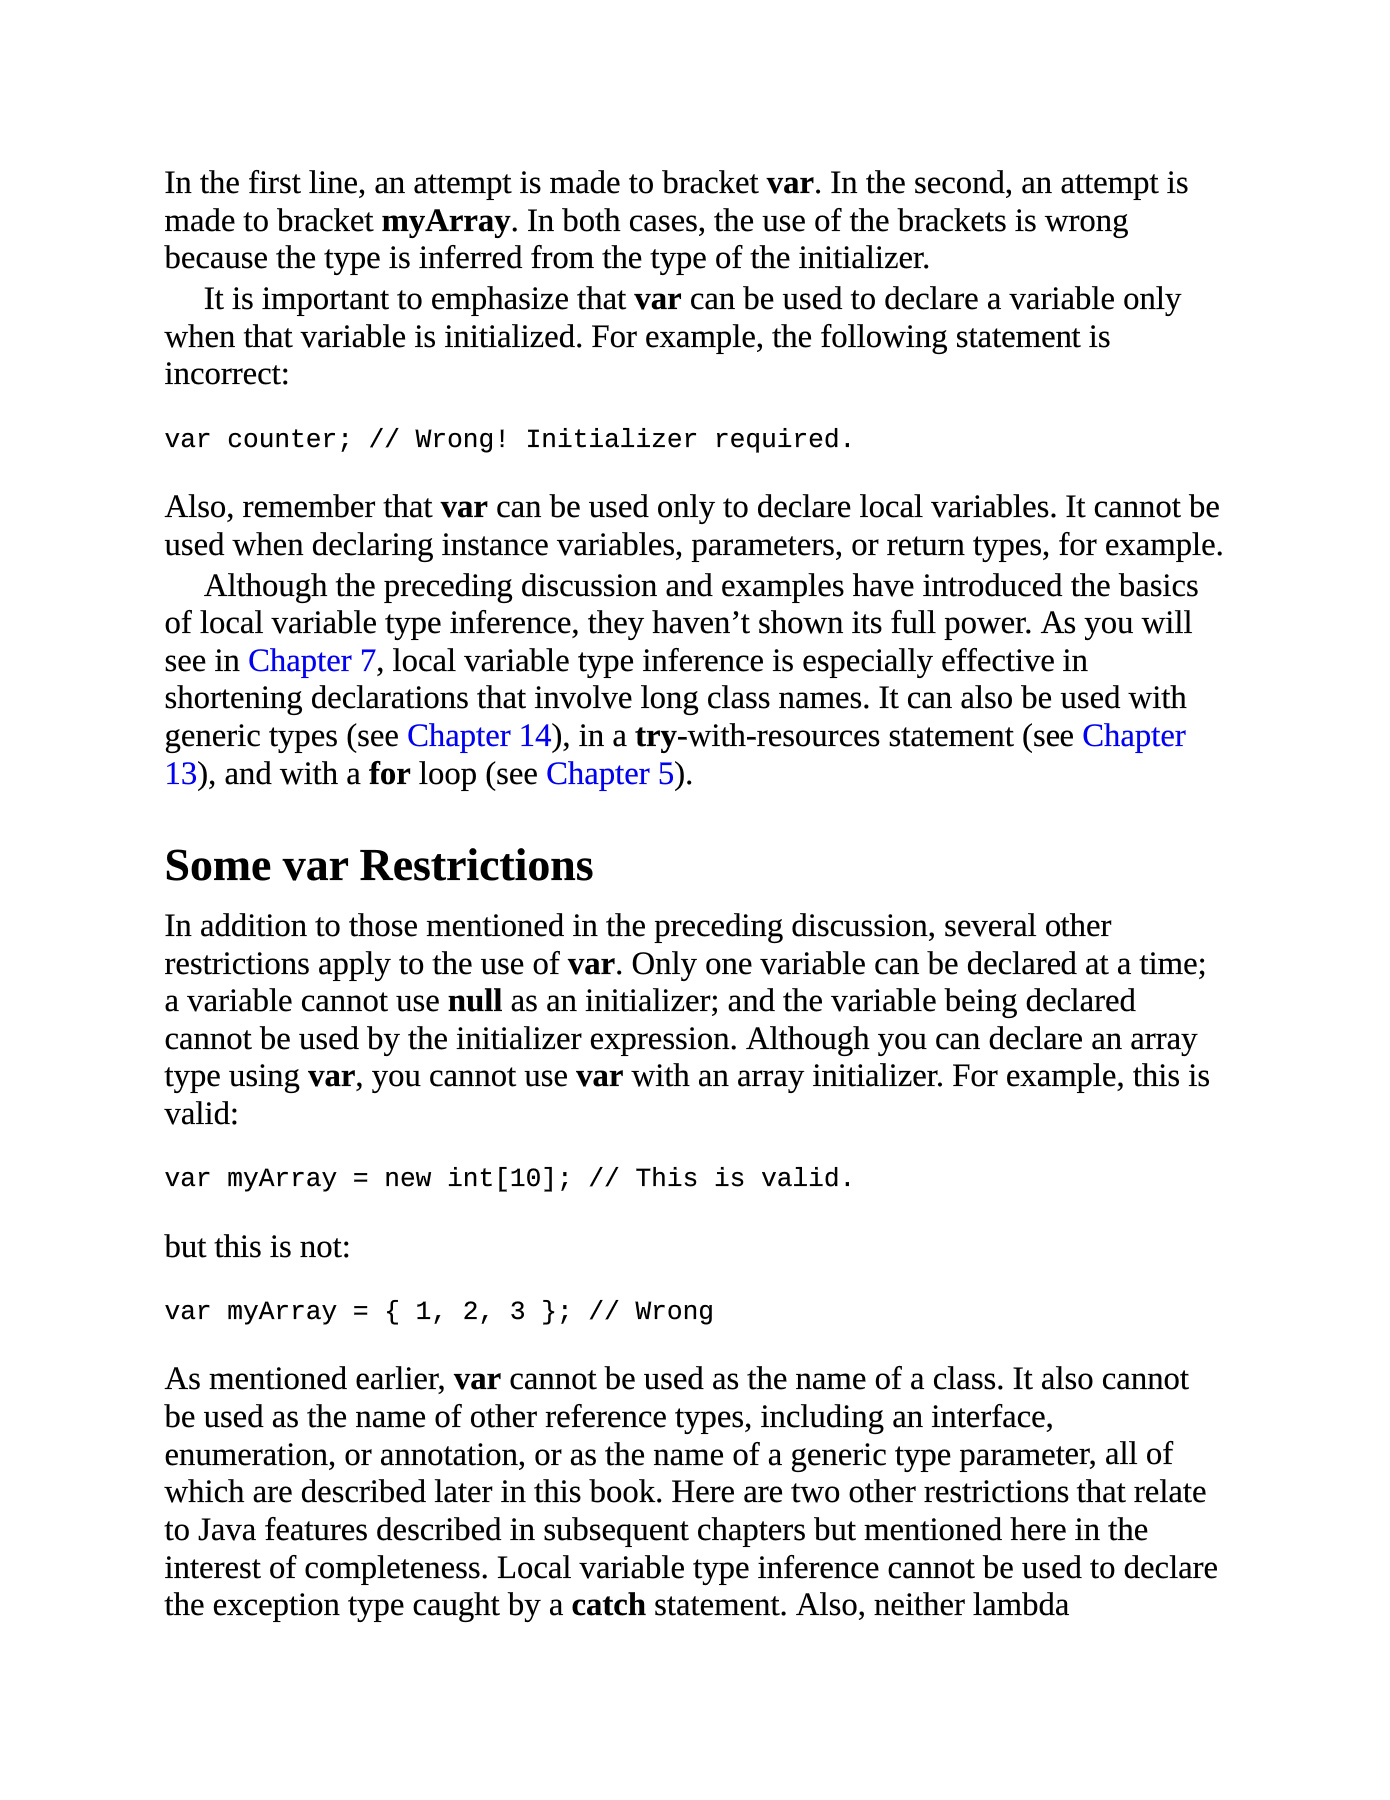 In the first line, an attempt is made to bracket var. In the second, an attempt is
made to bracket myArray. In both cases, the use of the brackets is wrong
because the type is inferred from the type of the initializer.
It is important to emphasize that var can be used to declare a variable only
when that variable is initialized. For example, the following statement is
incorrect:
var counter; // Wrong! Initializer required.
Also, remember that var can be used only to declare local variables. It cannot be
used when declaring instance variables, parameters, or return types, for example.
Although the preceding discussion and examples have introduced the basics
of local variable type inference, they haven’t shown its full power. As you will
see in Chapter 7, local variable type inference is especially effective in
shortening declarations that involve long class names. It can also be used with
generic types (see Chapter 14), in a try-with-resources statement (see Chapter
13), and with a for loop (see Chapter 5).
Some var Restrictions
In addition to those mentioned in the preceding discussion, several other
restrictions apply to the use of var. Only one variable can be declared at a time;
a variable cannot use null as an initializer; and the variable being declared
cannot be used by the initializer expression. Although you can declare an array
type using var, you cannot use var with an array initializer. For example, this is
valid:
var myArray = new int[10]; // This is valid.
but this is not:
var myArray = { 1, 2, 3 }; // Wrong
As mentioned earlier, var cannot be used as the name of a class. It also cannot
be used as the name of other reference types, including an interface,
enumeration, or annotation, or as the name of a generic type parameter, all of
which are described later in this book. Here are two other restrictions that relate
to Java features described in subsequent chapters but mentioned here in the
interest of completeness. Local variable type inference cannot be used to declare
the exception type caught by a catch statement. Also, neither lambda